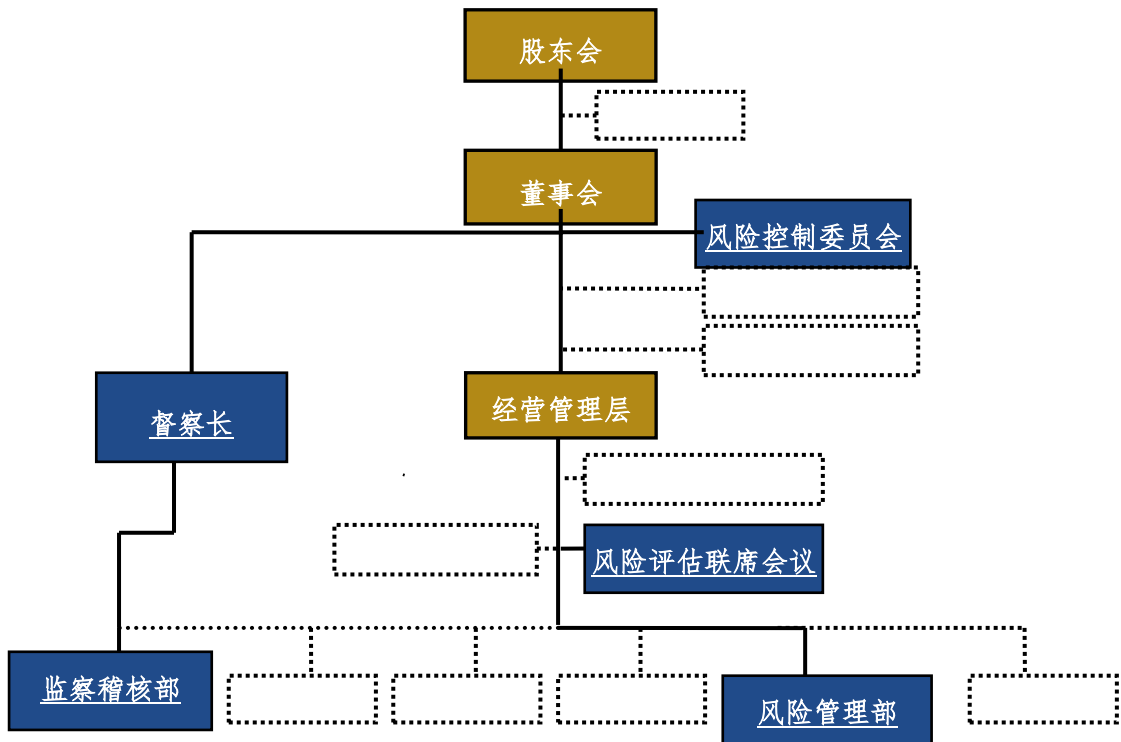 股东会
董事会
风险控制委员会
督察长
经营管理层
风险评估联席会议
监察稽核部
风险管理部